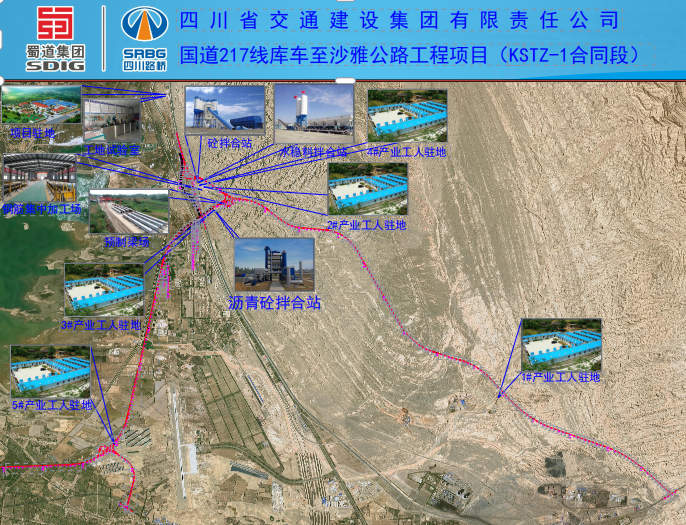 四川省交通建设集团有限责任公司
蜀道集团
SDIG
SRBG
四川路桥
国道217线库车至沙雅公路工程项目（KSTZ-1合同段）
项目驻地
工地试验室
砼拌合站
水稳料拌合站
4#产业工人驻地
钢筋集中加工场
预制梁场
2#产业工人驻地
沥青砼拌合站
3#产业工人驻地
1#产业工人驻地
5#产业工人驻地